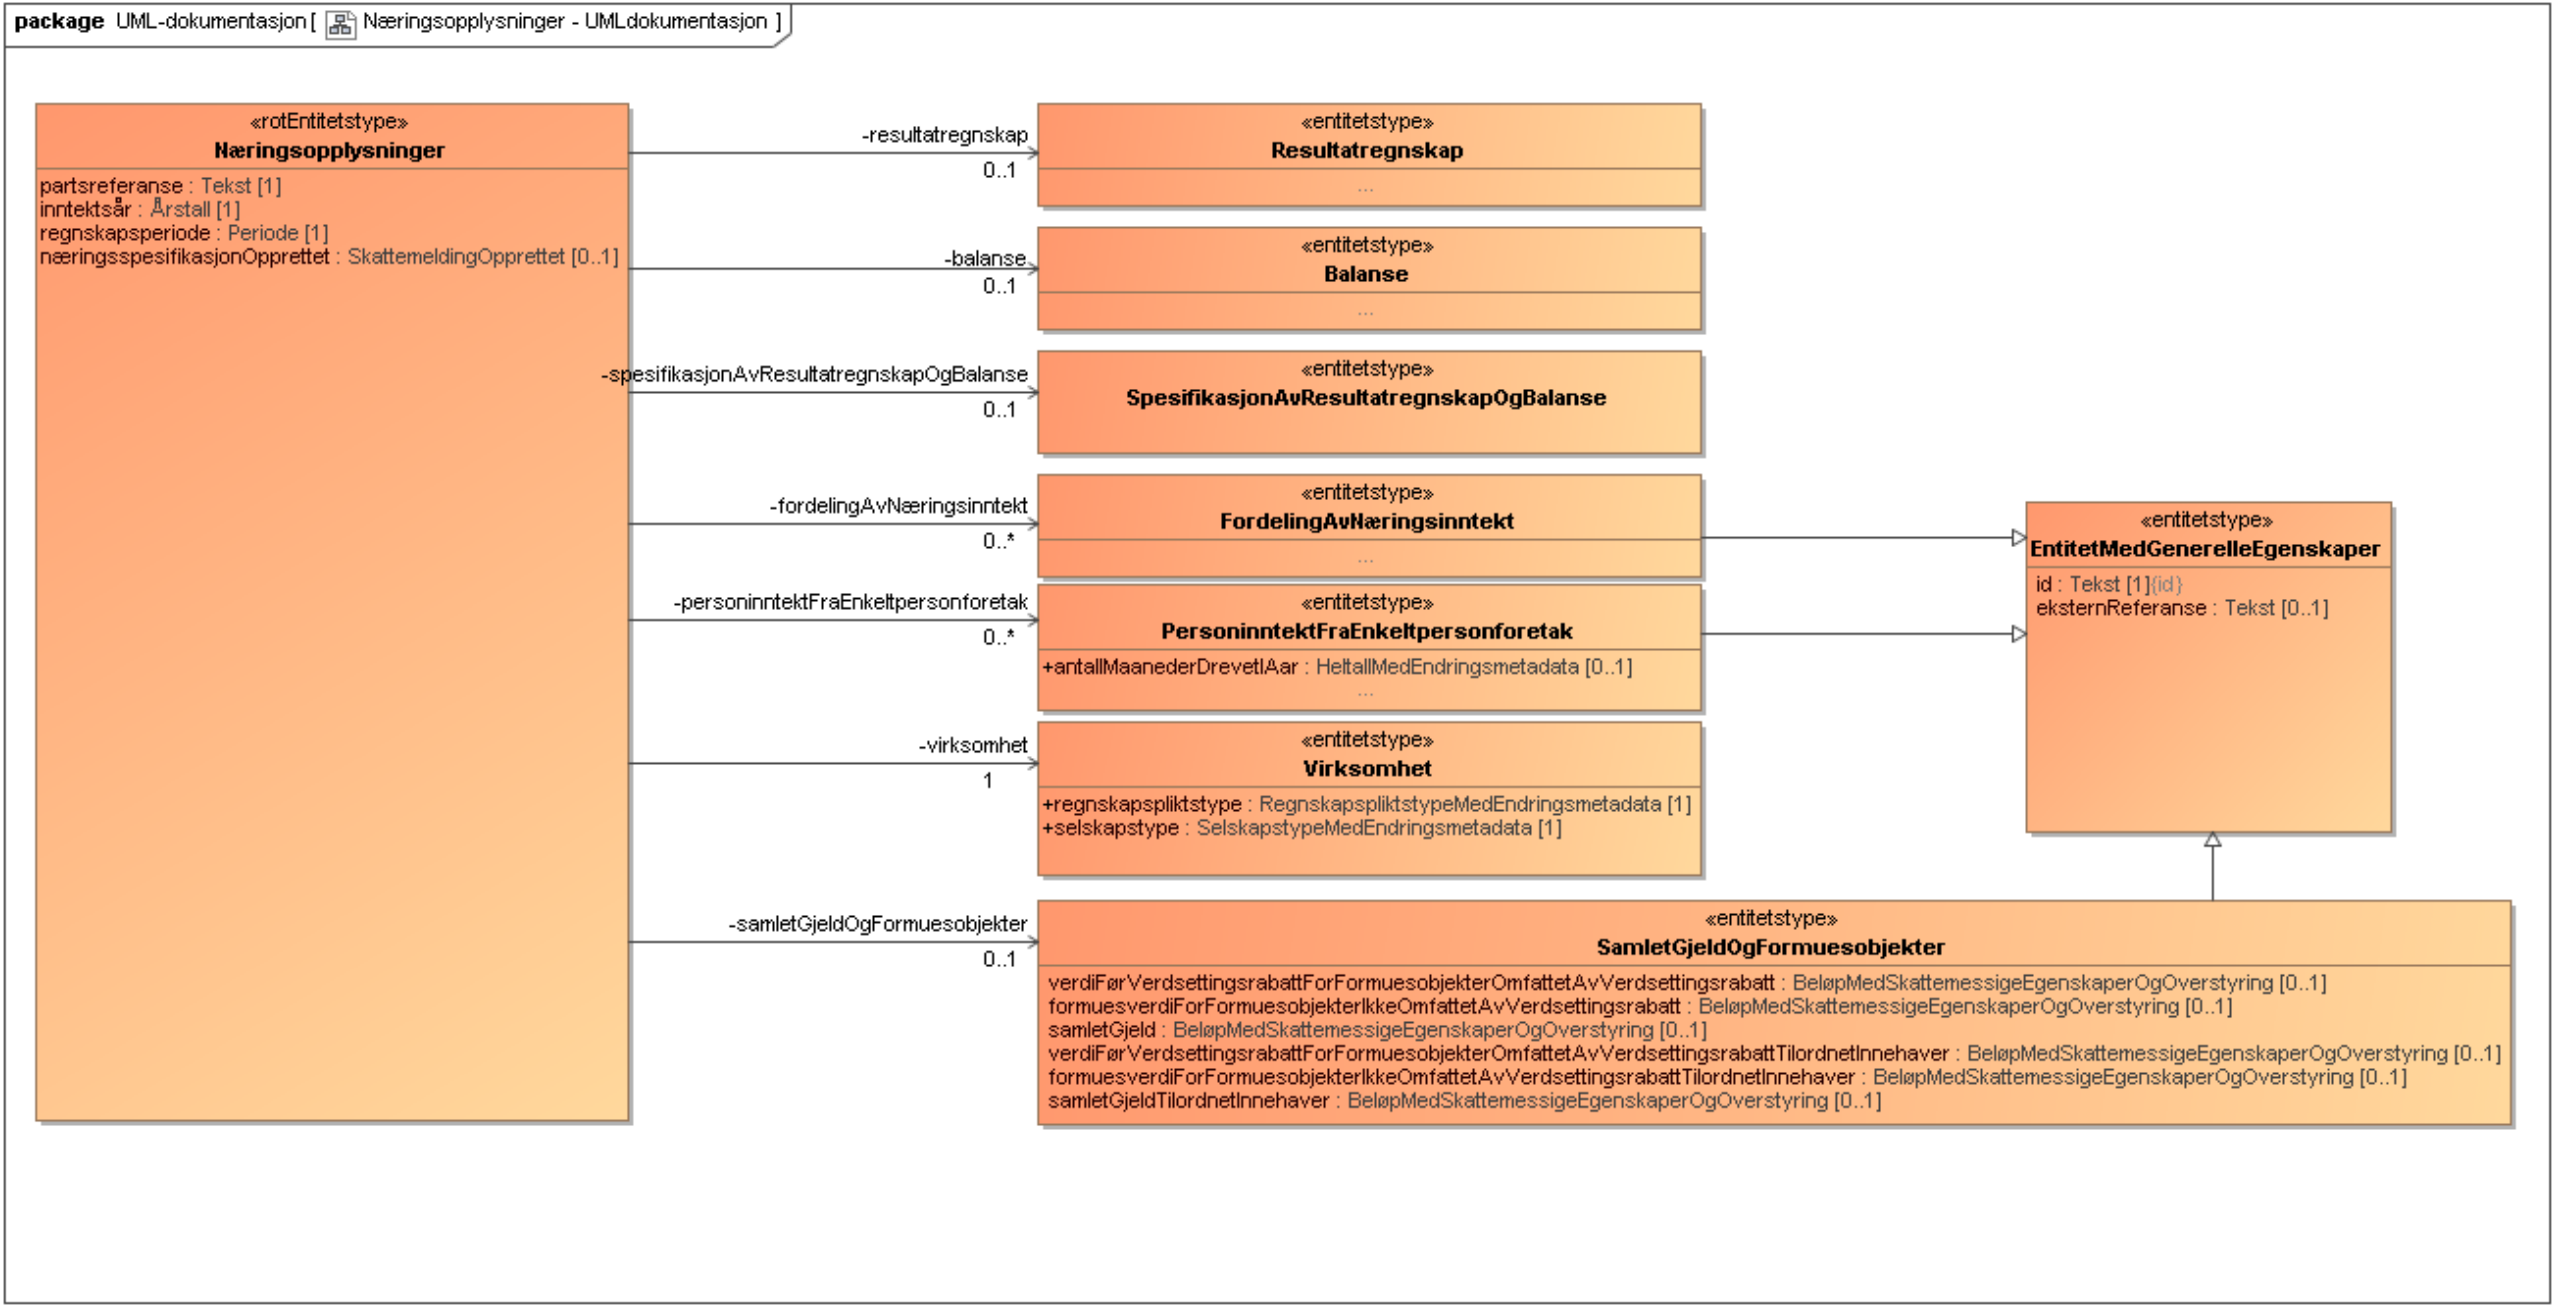 package UML-dokumentasjon [ Næringsopplysninger - UMLdokumentasjon ]
«rotEntitetstype»
Næringsopplysninger
partsreferanse : Tekst [1]
inntektsår : Årstall [1]
regnskapsperiode : Periode [1]
næringsspesifikasjonOpprettet : SkattemeldingOpprettet [0..1]
-resultatregnskap
0..1
«entitetstype»
Resultatregnskap
...
-balanse
0..1
«entitetstype»
Balanse
...
-spesifikasjonAvResultatregnskapOgBalanse
0..1
«entitetstype»
SpesifikasjonAvResultatregnskapOgBalanse
-fordelingAvNæringsinntekt
0..*
«entitetstype»
FordelingAvNæringsinntekt
...
-personinntektFraEnkeltpersonforetak
0..*
«entitetstype»
PersoninntektFraEnkeltpersonforetak
+antallMaanederDrevetIAar : HeltallMedEndringsmetadata [0..1]
...
«entitetstype»
EntitetMedGenerelleEgenskaper
id : Tekst [1]{id}
eksternReferanse : Tekst [0..1]
-virksomhet
1
«entitetstype»
Virksomhet
+regnskapspliktstype : RegnskapspliktstypeMedEndringsmetadata [1]
+selskapstype : SelskapstypeMedEndringsmetadata [1]
-samletGjeldOgFormuesobjekter
0..1
«entitetstype»
SamletGjeldOgFormuesobjekter
verdiFørVerdsettingsrabattForFormuesobjekterOmfattetAvVerdsettingsrabatt : BeløpMedSkattemessigeEgenskaperOgOverstyring [0..1]
formuesverdiForFormuesobjekterIkkeOmfattetAvVerdsettingsrabatt : BeløpMedSkattemessigeEgenskaperOgOverstyring [0..1]
samletGjeld : BeløpMedSkattemessigeEgenskaperOgOverstyring [0..1]
verdiFørVerdsettingsrabattForFormuesobjekterOmfattetAvVerdsettingsrabattTilordnetInnehaver : BeløpMedSkattemessigeEgenskaperOgOverstyring [0..1]
formuesverdiForFormuesobjekterIkkeOmfattetAvVerdsettingsrabattTilordnetInnehaver : BeløpMedSkattemessigeEgenskaperOgOverstyring [0..1]
samletGjeldTilordnetInnehaver : BeløpMedSkattemessigeEgenskaperOgOverstyring [0..1]